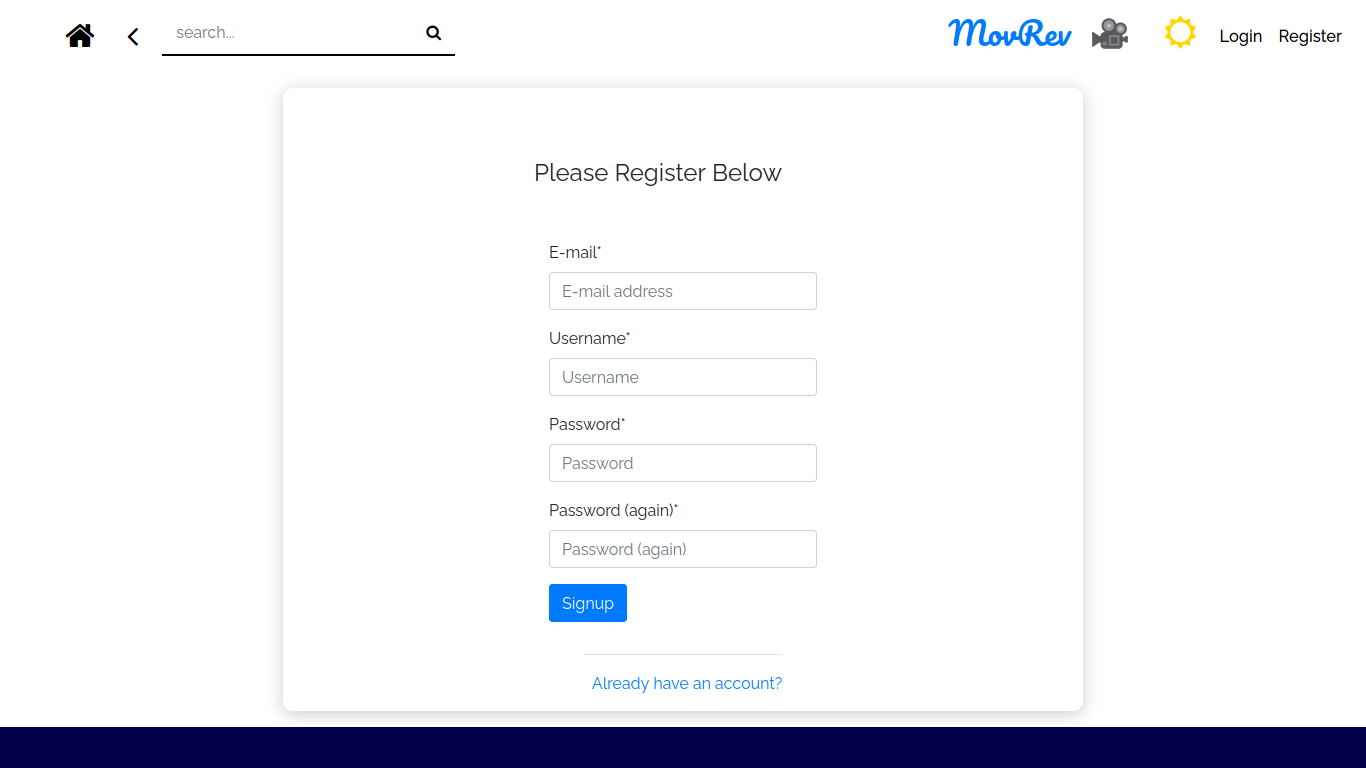 search...
MovRev
Login
Register
Please Register Below
E-mail*
E-mail address
Username*
Username
Password*
Password
Password (again)*
Password (again)
Signup
Already have an account?